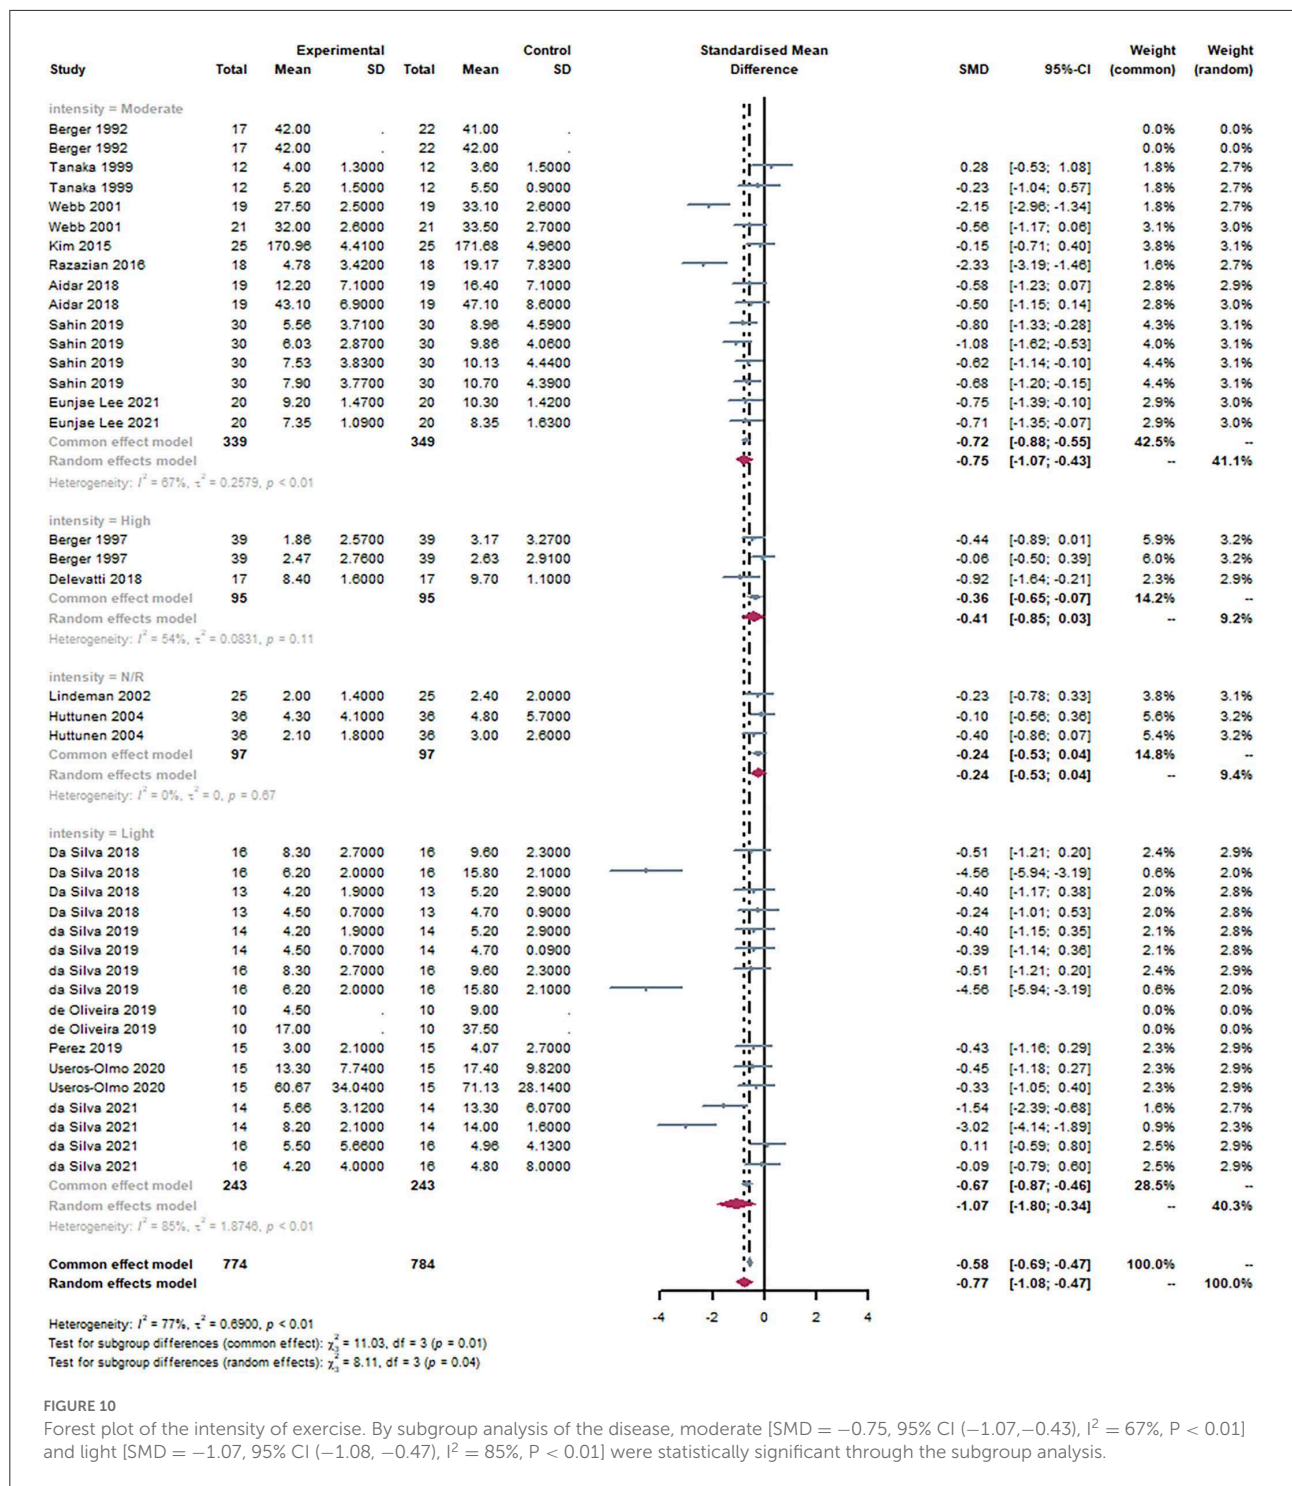 Experimental Control Standardised Mean Weight Weight
Study Total Mean SD Total Mean SD Difference SMD 95%-CI (common) (random)
intensity = Moderate
Berger 1992 17 42.00 . 22 41.00 . 0.0% 0.0%
Berger 1992 17 42.00 . 22 42.00 . 0.0% 0.0%
Tanaka 1999 12 4.00 1.3000 12 3.60 1.5000 0.28 [-0.53; 1.08] 1.8% 2.7%
Tanaka 1999 12 5.20 1.5000 12 5.50 0.9000 -0.23 [-1.04; 0.57] 1.8% 2.7%
Webb 2001 19 27.50 2.5000 19 33.10 2.6000 -2.15 [-2.96; -1.34] 1.8% 2.7%
Webb 2001 21 32.00 2.6000 21 33.50 2.7000 -0.56 [-1.17; 0.06] 3.1% 3.0%
Kim 2015 25 170.96 4.4100 25 171.68 4.9600 -0.15 [-0.71; 0.40] 3.8% 3.1%
Razazian 2016 18 4.78 3.4200 18 19.17 7.8300 -2.33 [-3.19; -1.46] 1.6% 2.7%
Aidar 2018 19 12.20 7.1000 19 16.40 7.1000 -0.58 [-1.23; 0.07] 2.8% 2.9%
Aidar 2018 19 43.10 6.9000 19 47.10 8.6000 -0.50 [-1.15; 0.14] 2.8% 3.0%
Sahin 2019 30 5.56 3.7100 30 8.96 4.5900 -0.80 [-1.33; -0.28] 4.3% 3.1%
Sahin 2019 30 6.03 2.8700 30 9.86 4.0600 -1.08 [-1.62; -0.53] 4.0% 3.1%
Sahin 2019 30 7.53 3.8300 30 10.13 4.4400 -0.62 [-1.14; -0.10] 4.4% 3.1%
Sahin 2019 30 7.90 3.7700 30 10.70 4.3900 -0.68 [-1.20; -0.15] 4.4% 3.1%
Eunjae Lee 2021 20 9.20 1.4700 20 10.30 1.4200 -0.75 [-1.39; -0.10] 2.9% 3.0%
Eunjae Lee 2021 20 7.35 1.0900 20 8.35 1.6300 -0.71 [-1.35; -0.07] 2.9% 3.0%
Common effect model 339 349 -0.72 [-0.88; -0.55] 42.5% --
Random effects model -0.75 [-1.07; -0.43] -- 41.1%
Heterogeneity: I² = 67%, τ² = 0.2579, p < 0.01
intensity = High
Berger 1997 39 1.86 2.5700 39 3.17 3.2700 -0.44 [-0.89; 0.01] 5.9% 3.2%
Berger 1997 39 2.47 2.7600 39 2.63 2.9100 -0.06 [-0.50; 0.39] 6.0% 3.2%
Delevatti 2018 17 8.40 1.6000 17 9.70 1.1000 -0.92 [-1.64; -0.21] 2.3% 2.9%
Common effect model 95 95 -0.36 [-0.65; -0.07] 14.2% --
Random effects model -0.41 [-0.85; 0.03] -- 9.2%
Heterogeneity: I² = 54%, τ² = 0.0831, p = 0.11
intensity = N/R
Lindeman 2002 25 2.00 1.4000 25 2.40 2.0000 -0.23 [-0.78; 0.33] 3.8% 3.1%
Huttunen 2004 36 4.30 4.1000 36 4.80 5.7000 -0.10 [-0.56; 0.36] 5.6% 3.2%
Huttunen 2004 36 2.10 1.8000 36 3.00 2.6000 -0.40 [-0.86; 0.07] 5.4% 3.2%
Common effect model 97 97 -0.24 [-0.53; 0.04] 14.8% --
Random effects model -0.24 [-0.53; 0.04] -- 9.4%
Heterogeneity: I² = 0%, τ² = 0, p = 0.67
intensity = Light
Da Silva 2018 16 8.30 2.7000 16 9.60 2.3000 -0.51 [-1.21; 0.20] 2.4% 2.9%
Da Silva 2018 16 6.20 2.0000 16 15.80 2.1000 -4.56 [-5.94; -3.19] 0.6% 2.0%
Da Silva 2018 13 4.20 1.9000 13 5.20 2.9000 -0.40 [-1.17; 0.38] 2.0% 2.8%
Da Silva 2018 13 4.50 0.7000 13 4.70 0.9000 -0.24 [-1.01; 0.53] 2.0% 2.8%
da Silva 2019 14 4.20 1.9000 14 5.20 2.9000 -0.40 [-1.15; 0.35] 2.1% 2.8%
da Silva 2019 14 4.50 0.7000 14 4.70 0.0900 -0.39 [-1.14; 0.36] 2.1% 2.8%
da Silva 2019 16 8.30 2.7000 16 9.60 2.3000 -0.51 [-1.21; 0.20] 2.4% 2.9%
da Silva 2019 16 6.20 2.0000 16 15.80 2.1000 -4.56 [-5.94; -3.19] 0.6% 2.0%
de Oliveira 2019 10 4.50 . 10 9.00 . 0.0% 0.0%
de Oliveira 2019 10 17.00 . 10 37.50 . 0.0% 0.0%
Perez 2019 15 3.00 2.1000 15 4.07 2.7000 -0.43 [-1.16; 0.29] 2.3% 2.9%
Useros-Olmo 2020 15 13.30 7.7400 15 17.40 9.8200 -0.45 [-1.18; 0.27] 2.3% 2.9%
Useros-Olmo 2020 15 60.67 34.0400 15 71.13 28.1400 -0.33 [-1.05; 0.40] 2.3% 2.9%
da Silva 2021 14 5.66 3.1200 14 13.30 6.0700 -1.54 [-2.39; -0.68] 1.6% 2.7%
da Silva 2021 14 8.20 2.1000 14 14.00 1.6000 -3.02 [-4.14; -1.89] 0.9% 2.3%
da Silva 2021 16 5.50 5.6600 16 4.96 4.1300 0.11 [-0.59; 0.80] 2.5% 2.9%
da Silva 2021 16 4.20 4.0000 16 4.80 8.0000 -0.09 [-0.79; 0.60] 2.5% 2.9%
Common effect model 243 243 -0.67 [-0.87; -0.46] 28.5% --
Random effects model -1.07 [-1.80; -0.34] -- 40.3%
Heterogeneity: I² = 85%, τ² = 1.8746, p < 0.01
Common effect model 774 784 -0.58 [-0.69; -0.47] 100.0% --
Random effects model -0.77 [-1.08; -0.47] -- 100.0%
-4 -2 0 2 4
Heterogeneity: I² = 77%, τ² = 0.6900, p < 0.01
Test for subgroup differences (common effect): χ²₃ = 11.03, df = 3 (p = 0.01)
Test for subgroup differences (random effects): χ²₃ = 8.11, df = 3 (p = 0.04)
FIGURE 10
Forest plot of the intensity of exercise. By subgroup analysis of the disease, moderate [SMD = −0.75, 95% CI (−1.07,−0.43), I² = 67%, P < 0.01]
and light [SMD = −1.07, 95% CI (−1.08, −0.47), I² = 85%, P < 0.01] were statistically significant through the subgroup analysis.